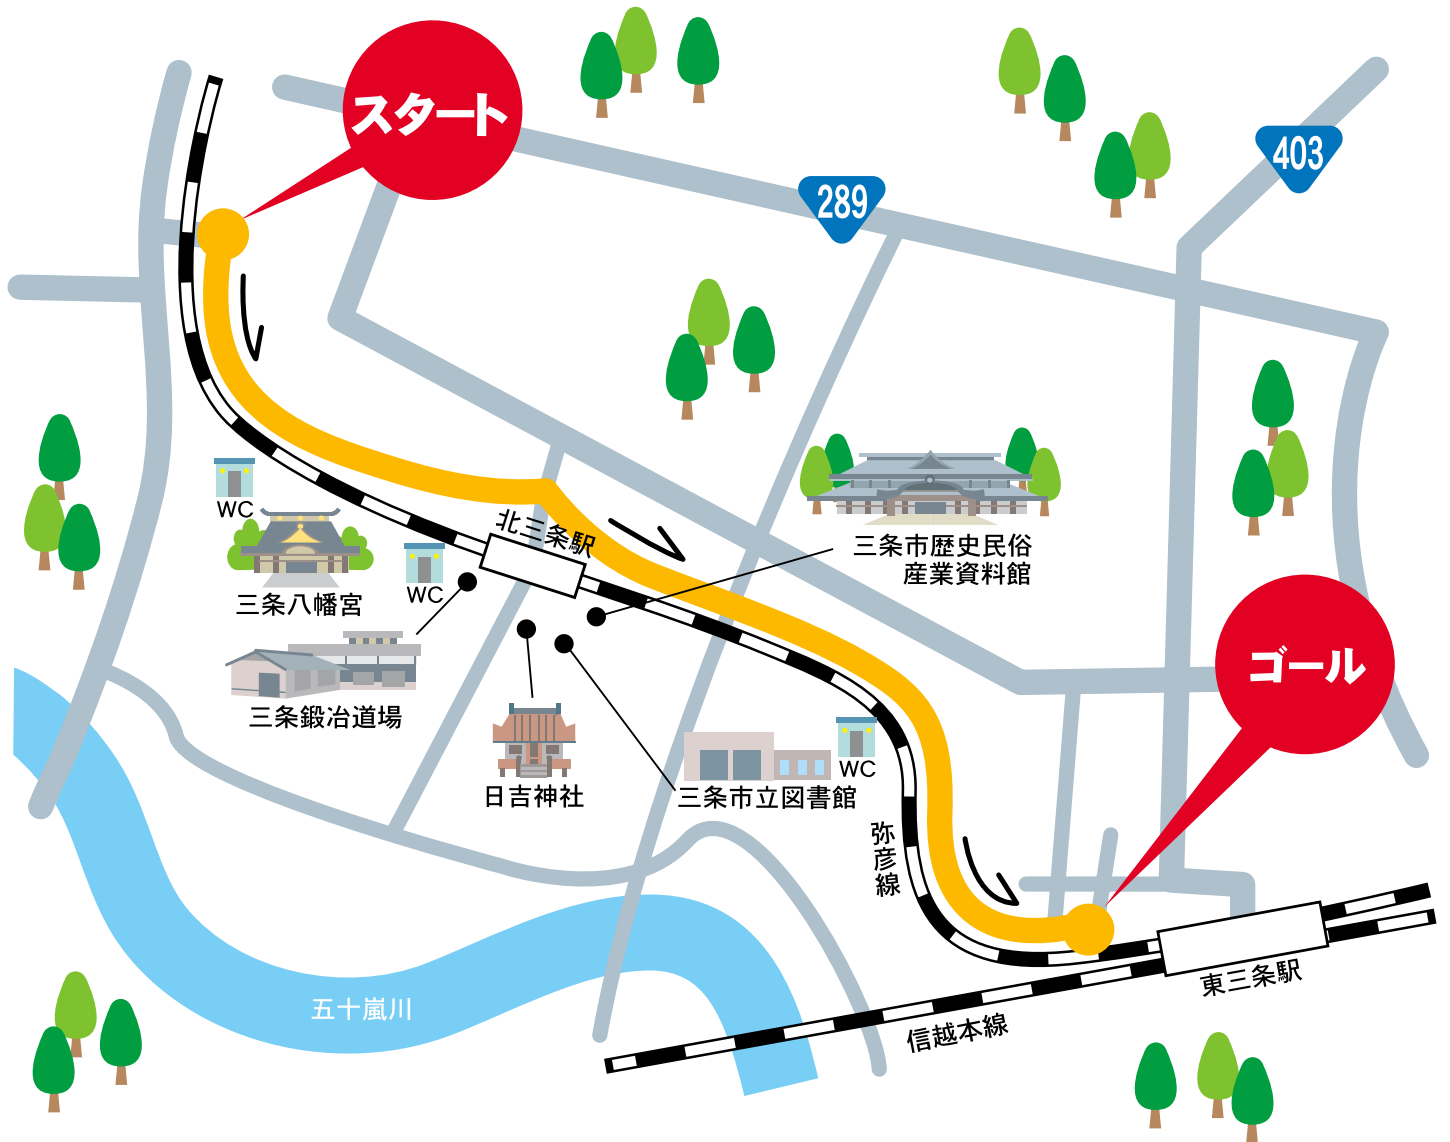 スタート
403
289
WC
北三条駅
三条市歴史民俗
産業資料館
WC
三条八幡宮
ゴール
三条鍛冶道場
WC
日吉神社
三条市立図書館
弥彦線
東三条駅
五十嵐川
信越本線